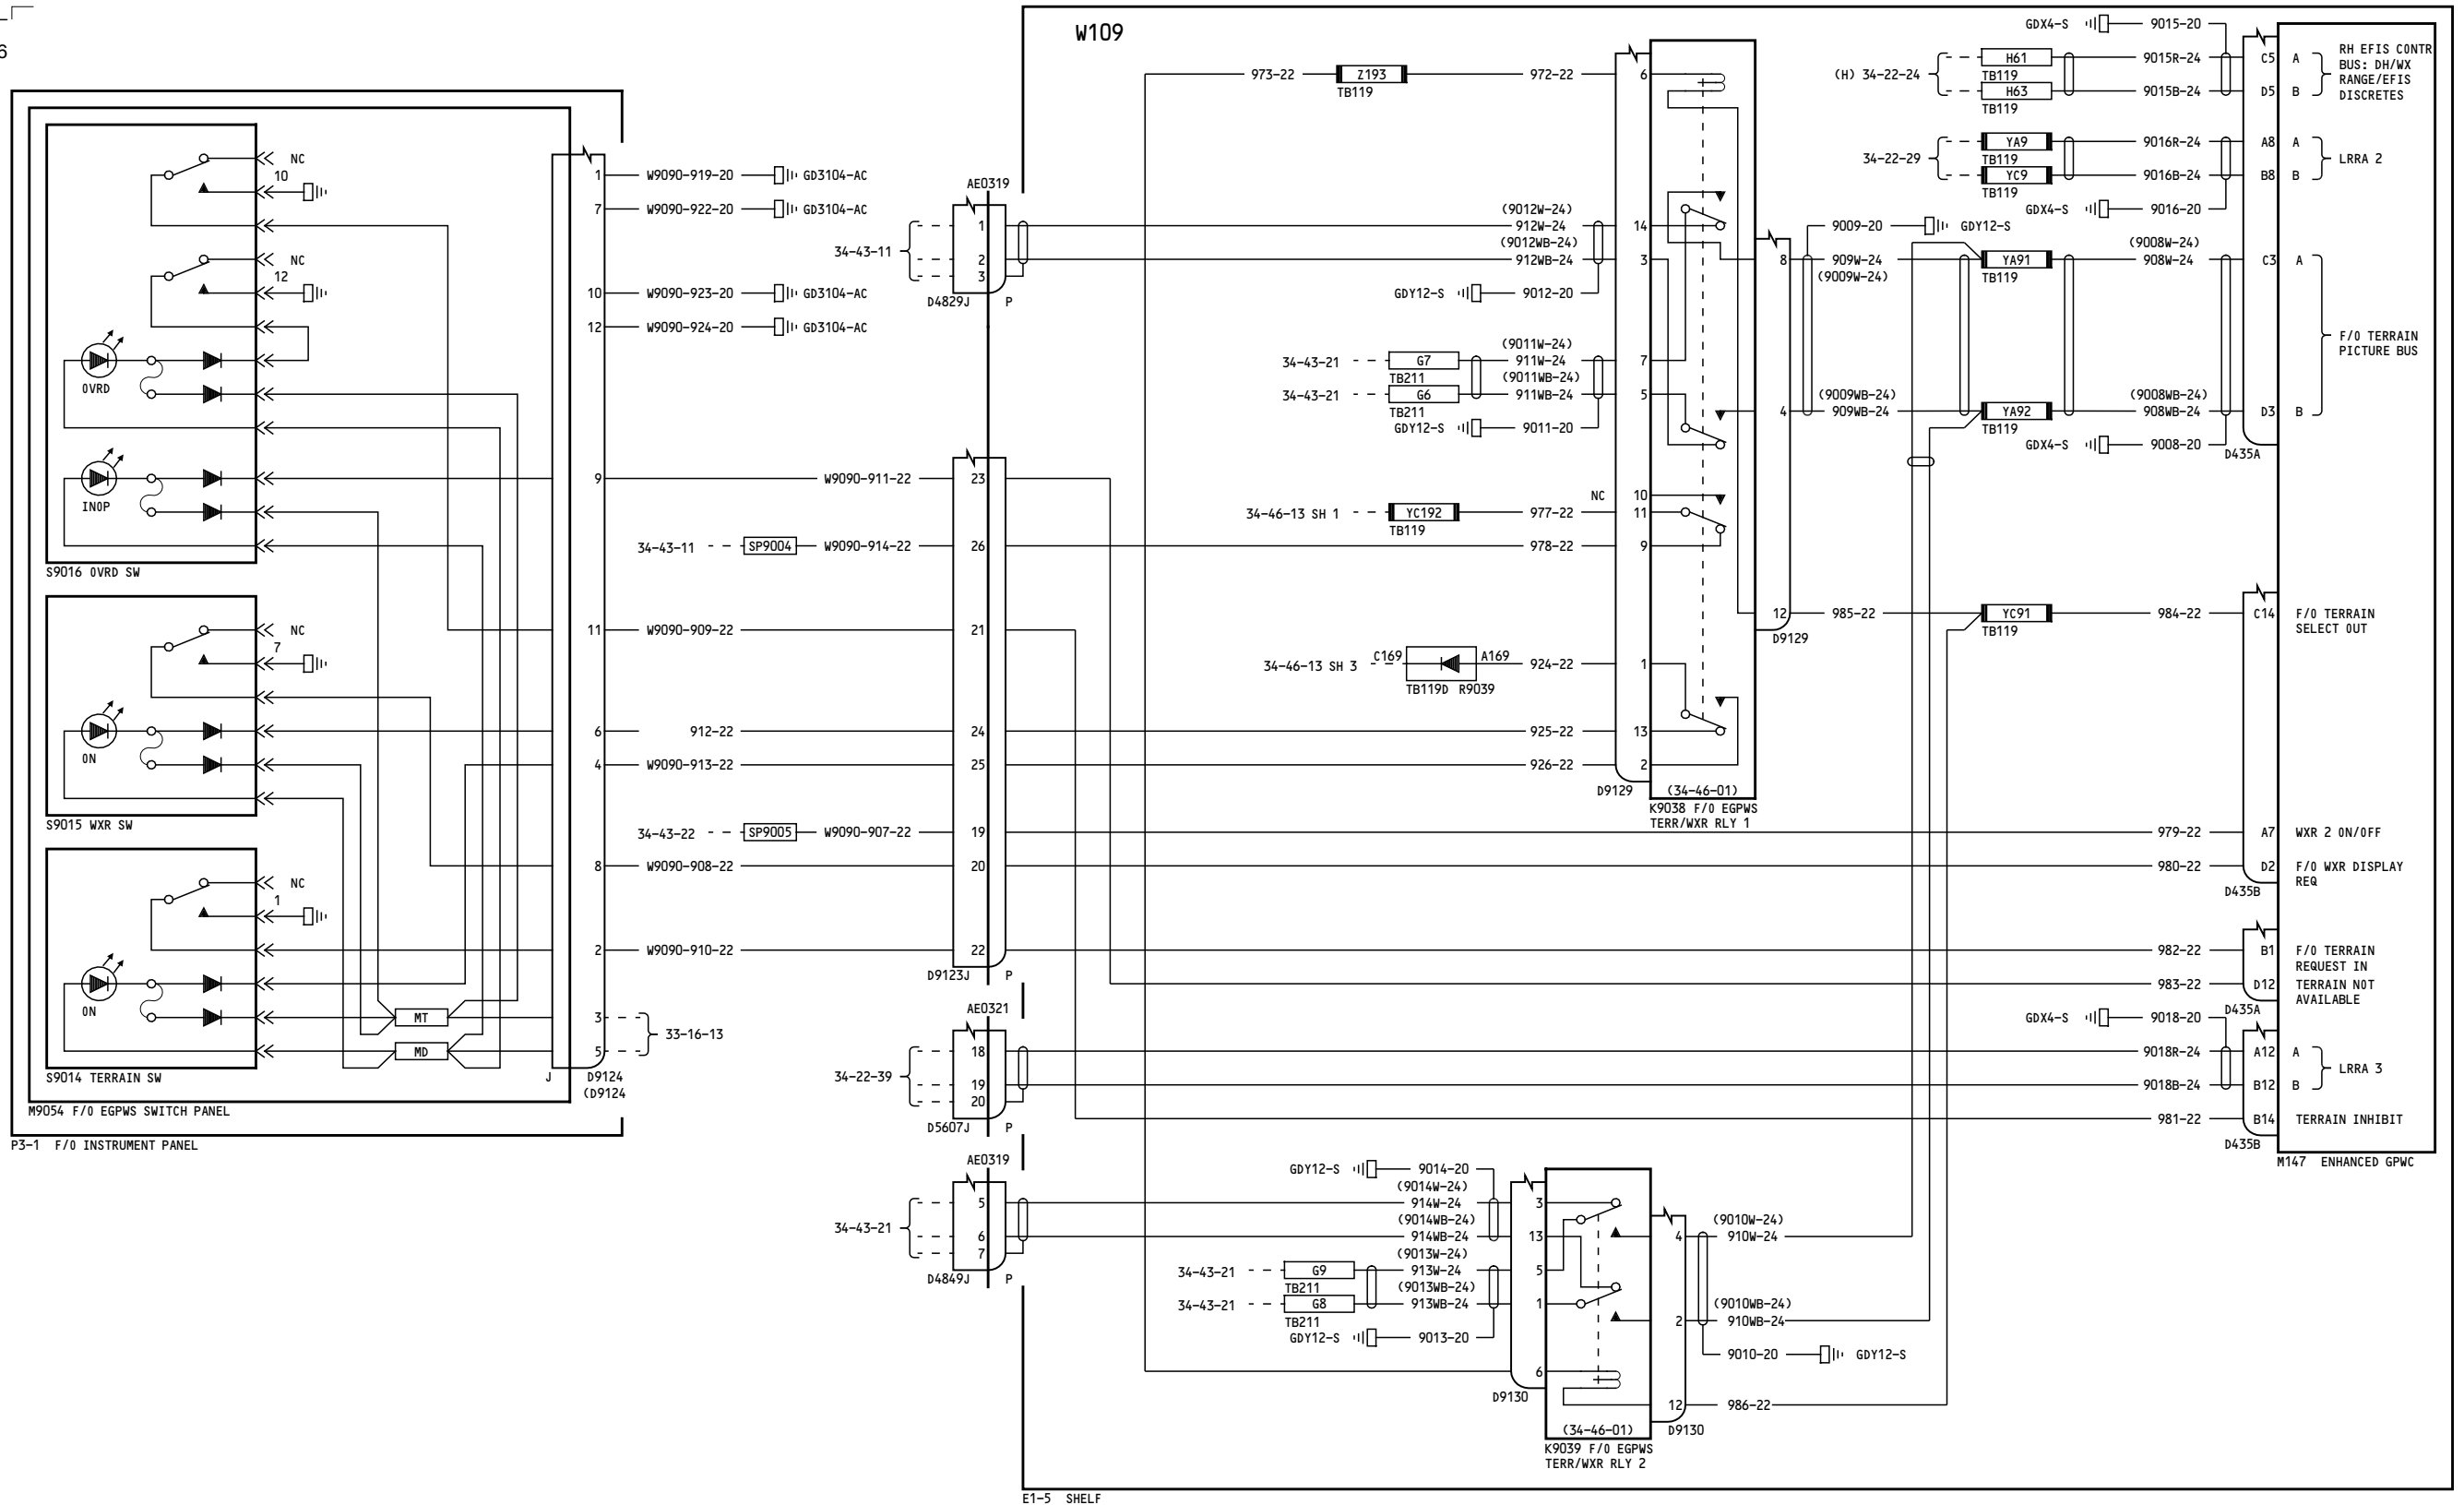 6
W109
NC
10
NC
12
OVRD
INOP
S9016 OVRD SW
NC
7
ON
S9015 WXR SW
NC
1
ON
MT
MD
S9014 TERRAIN SW
M9054 F/O EGPWS SWITCH PANEL
P3-1 F/O INSTRUMENT PANEL
1 W9090-919-20 GD3104-AC
7 W9090-922-20 GD3104-AC
10 W9090-923-20 GD3104-AC
12 W9090-924-20 GD3104-AC
9 W9090-911-22 23
34-43-11 SP9004 W9090-914-22 26
11 W9090-909-22 21
6 912-22 24
4 W9090-913-22 25
34-43-22 SP9005 W9090-907-22 19
8 W9090-908-22 20
2 W9090-910-22 22
3
5
33-16-13
J D9124
(D9124
AE0319
34-43-11
1
2
3
D4829J P
D9123J P
AE0321
34-22-39
18
19
20
D5607J P
AE0319
34-43-21
5
6
7
D4849J P
973-22 Z193 972-22 6
TB119
(9012W-24)
912W-24 14
(9012WB-24)
912WB-24 3
GDY12-S 9012-20
(9011W-24)
34-43-21 G7 911W-24 7
TB211 (9011WB-24)
34-43-21 G6 911WB-24 5
TB211
GDY12-S 9011-20
NC 10
34-46-13 SH 1 YC192 977-22 11
TB119
978-22 9
34-46-13 SH 3 C169 A169 924-22 1
TB119D R9039
925-22 13
926-22 2
D9129 (34-46-01)
K9038 F/O EGPWS
TERR/WXR RLY 1
9009-20 GDY12-S
8 909W-24
(9009W-24)
(9009WB-24)
4 909WB-24
12 985-22
D9129
GDX4-S 9015-20
(H) 34-22-24 H61 9015R-24 C5 A
TB119
H63 9015B-24 D5 B
TB119
RH EFIS CONTR
BUS: DH/WX
RANGE/EFIS
DISCRETES
34-22-29 YA9 9016R-24 A8 A
TB119
YC9 9016B-24 B8 B
TB119
LRRA 2
GDX4-S 9016-20
(9008W-24)
YA91 908W-24 C3 A
TB119
F/O TERRAIN
PICTURE BUS
(9008WB-24)
YA92 908WB-24 D3 B
TB119
GDX4-S 9008-20
D435A
YC91 984-22 C14 F/O TERRAIN
TB119 SELECT OUT
979-22 A7 WXR 2 ON/OFF
980-22 D2 F/O WXR DISPLAY
REQ
D435B
982-22 B1 F/O TERRAIN
REQUEST IN
983-22 D12 TERRAIN NOT
AVAILABLE
D435A
GDX4-S 9018-20
9018R-24 A12 A
9018B-24 B12 B
LRRA 3
981-22 B14 TERRAIN INHIBIT
D435B
M147 ENHANCED GPWC
GDY12-S 9014-20
(9014W-24)
914W-24 3
(9014WB-24)
914WB-24 13
(9013W-24)
34-43-21 G9 913W-24 5
TB211 (9013WB-24)
34-43-21 G8 913WB-24 1
TB211
GDY12-S 9013-20
6
D9130
(9010W-24)
4 910W-24
(9010WB-24)
2 910WB-24
9010-20 GDY12-S
12 986-22
(34-46-01) D9130
K9039 F/O EGPWS
TERR/WXR RLY 2
E1-5 SHELF